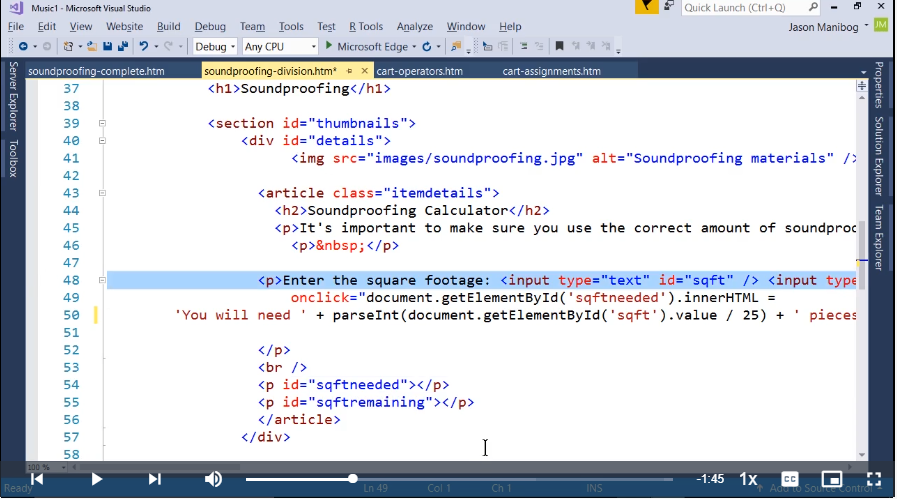 Music1 - Microsoft Visual Studio
Quick Launch (Ctrl+Q)
File Edit View Website Build Debug Team Tools Test R Tools Analyze Window Help
Jason Manibog JM
Debug Any CPU Microsoft Edge
soundproofing-complete.htm soundproofing-division.htm* cart-operators.htm cart-assignments.htm
Server Explorer
Toolbox
Properties
Solution Explorer
Team Explorer
37 <h1>Soundproofing</h1>
38
39 <section id="thumbnails">
40 <div id="details">
41 <img src="images/soundproofing.jpg" alt="Soundproofing materials" />
42
43 <article class="itemdetails">
44 <h2>Soundproofing Calculator</h2>
45 <p>It's important to make sure you use the correct amount of soundproo
46 <p>&nbsp;</p>
47
48 <p>Enter the square footage: <input type="text" id="sqft" /> <input type
49 onclick="document.getElementById('sqftneeded').innerHTML =
50 'You will need ' + parseInt(document.getElementById('sqft').value / 25) + ' pieces
51
52 </p>
53 <br />
54 <p id="sqftneeded"></p>
55 <p id="sqftremaining"></p>
56 </article>
57 </div>
58
100 %
-1:45 1x CC
Ready Ln 49 Col 1 Ch 1 INS Add to Source Control